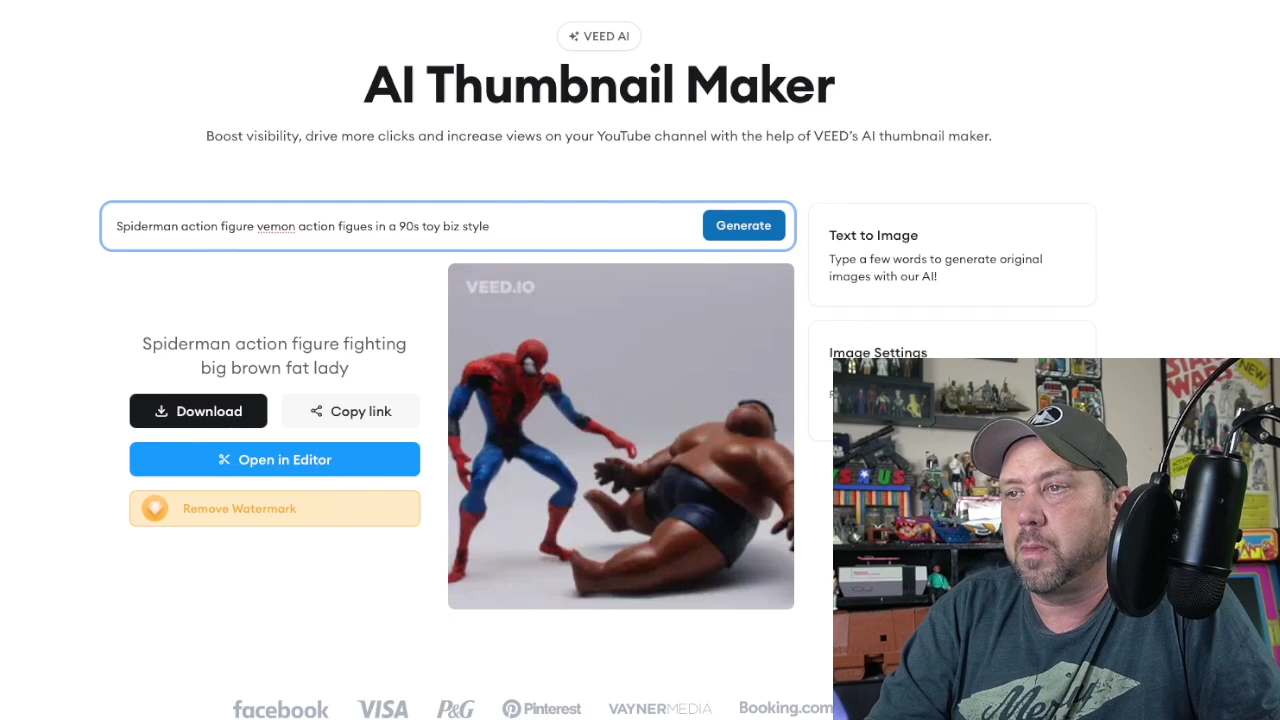 VEED AI
AI Thumbnail Maker
Boost visibility, drive more clicks and increase views on your YouTube channel with the help of VEED's AI thumbnail maker.
Spiderman action figure vemon action figues in a 90s toy biz style
Generate
Text to Image
Type a few words to generate original
images with our AI!
VEED.IO
Spiderman action figure fighting
big brown fat lady
Download
Copy link
Open in Editor
Remove Watermark
Image Settings
STAR
WARS
NEW
facebook
VISA
P&G
Pinterest
VAYNERMEDIA
Booking.com